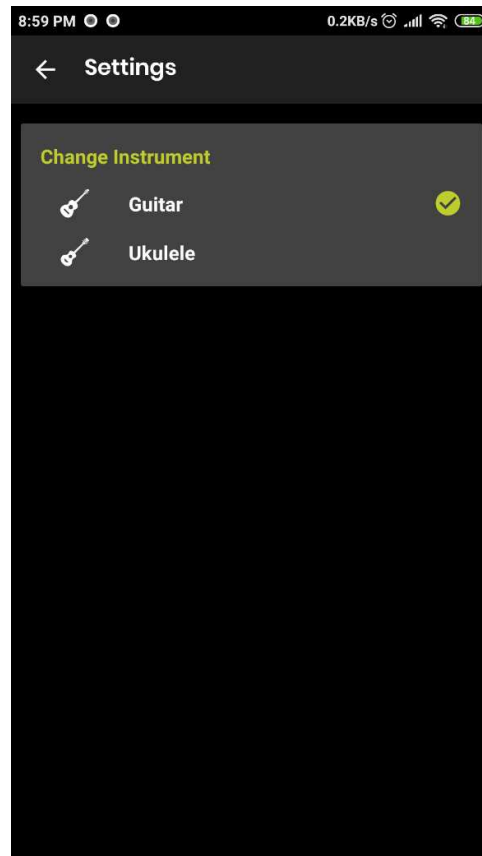 8:59 PM 0.2KB/s 84
Settings
Change Instrument
Guitar
Ukulele